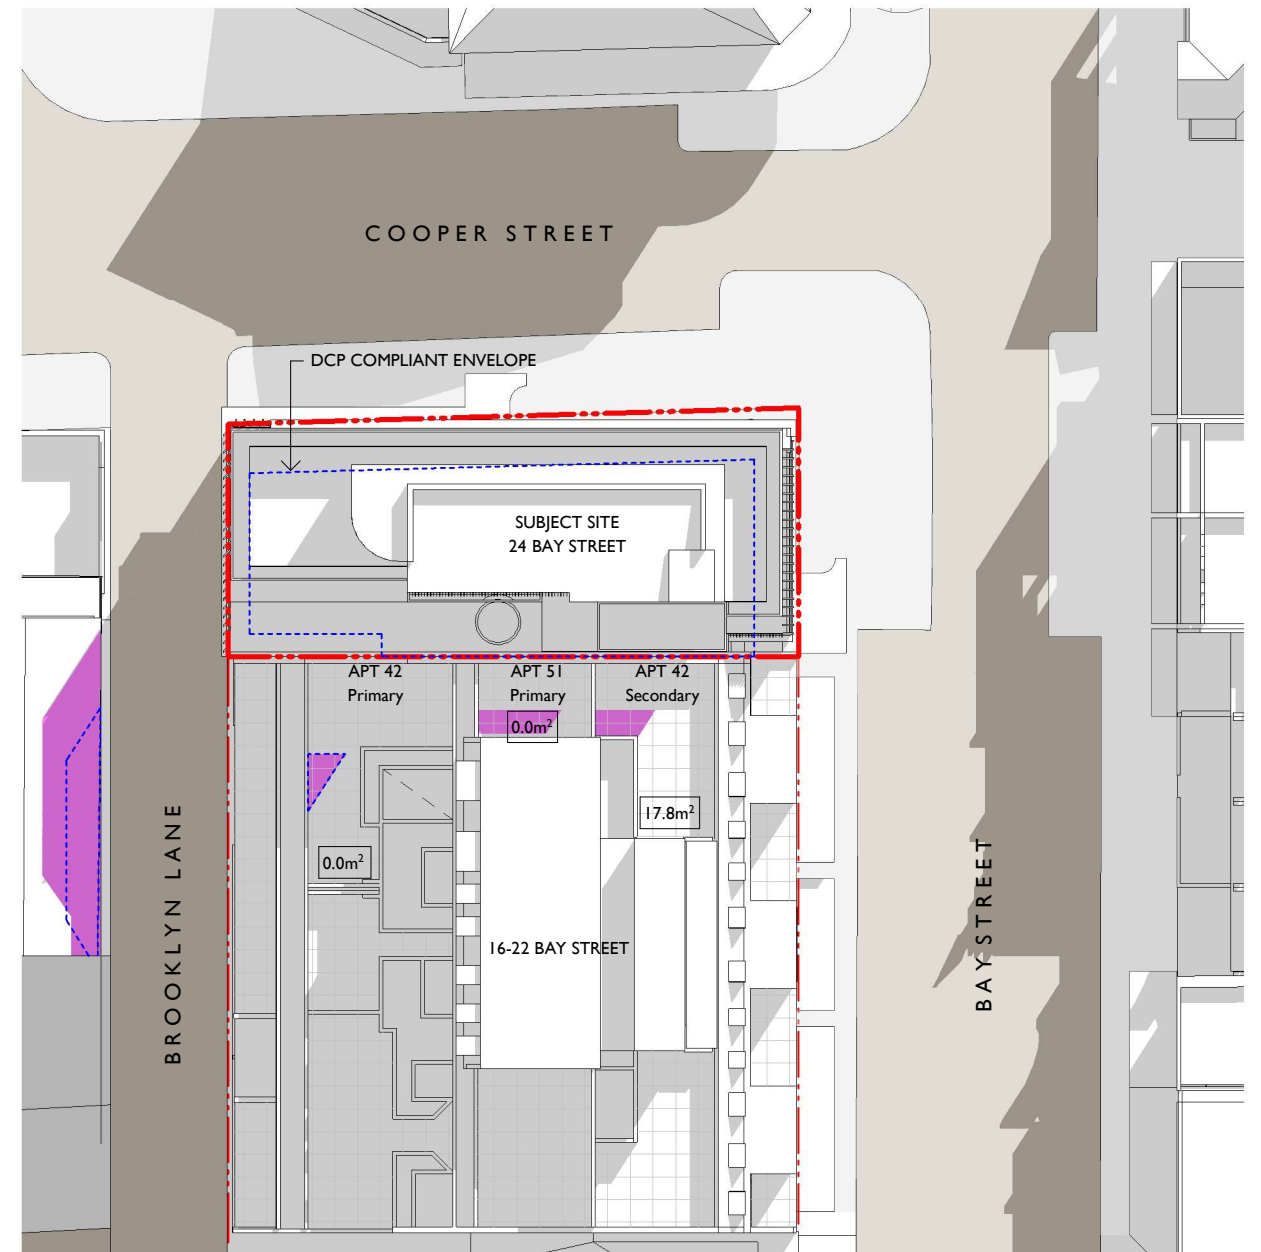 COOPER STREET
DCP COMPLIANT ENVELOPE
SUBJECT SITE
24 BAY STREET
APT 42
Primary
APT 51
Primary
APT 42
Secondary
0.0m²
17.8m²
0.0m²
16-22 BAY STREET
BROOKLYN LANE
BAY STREET